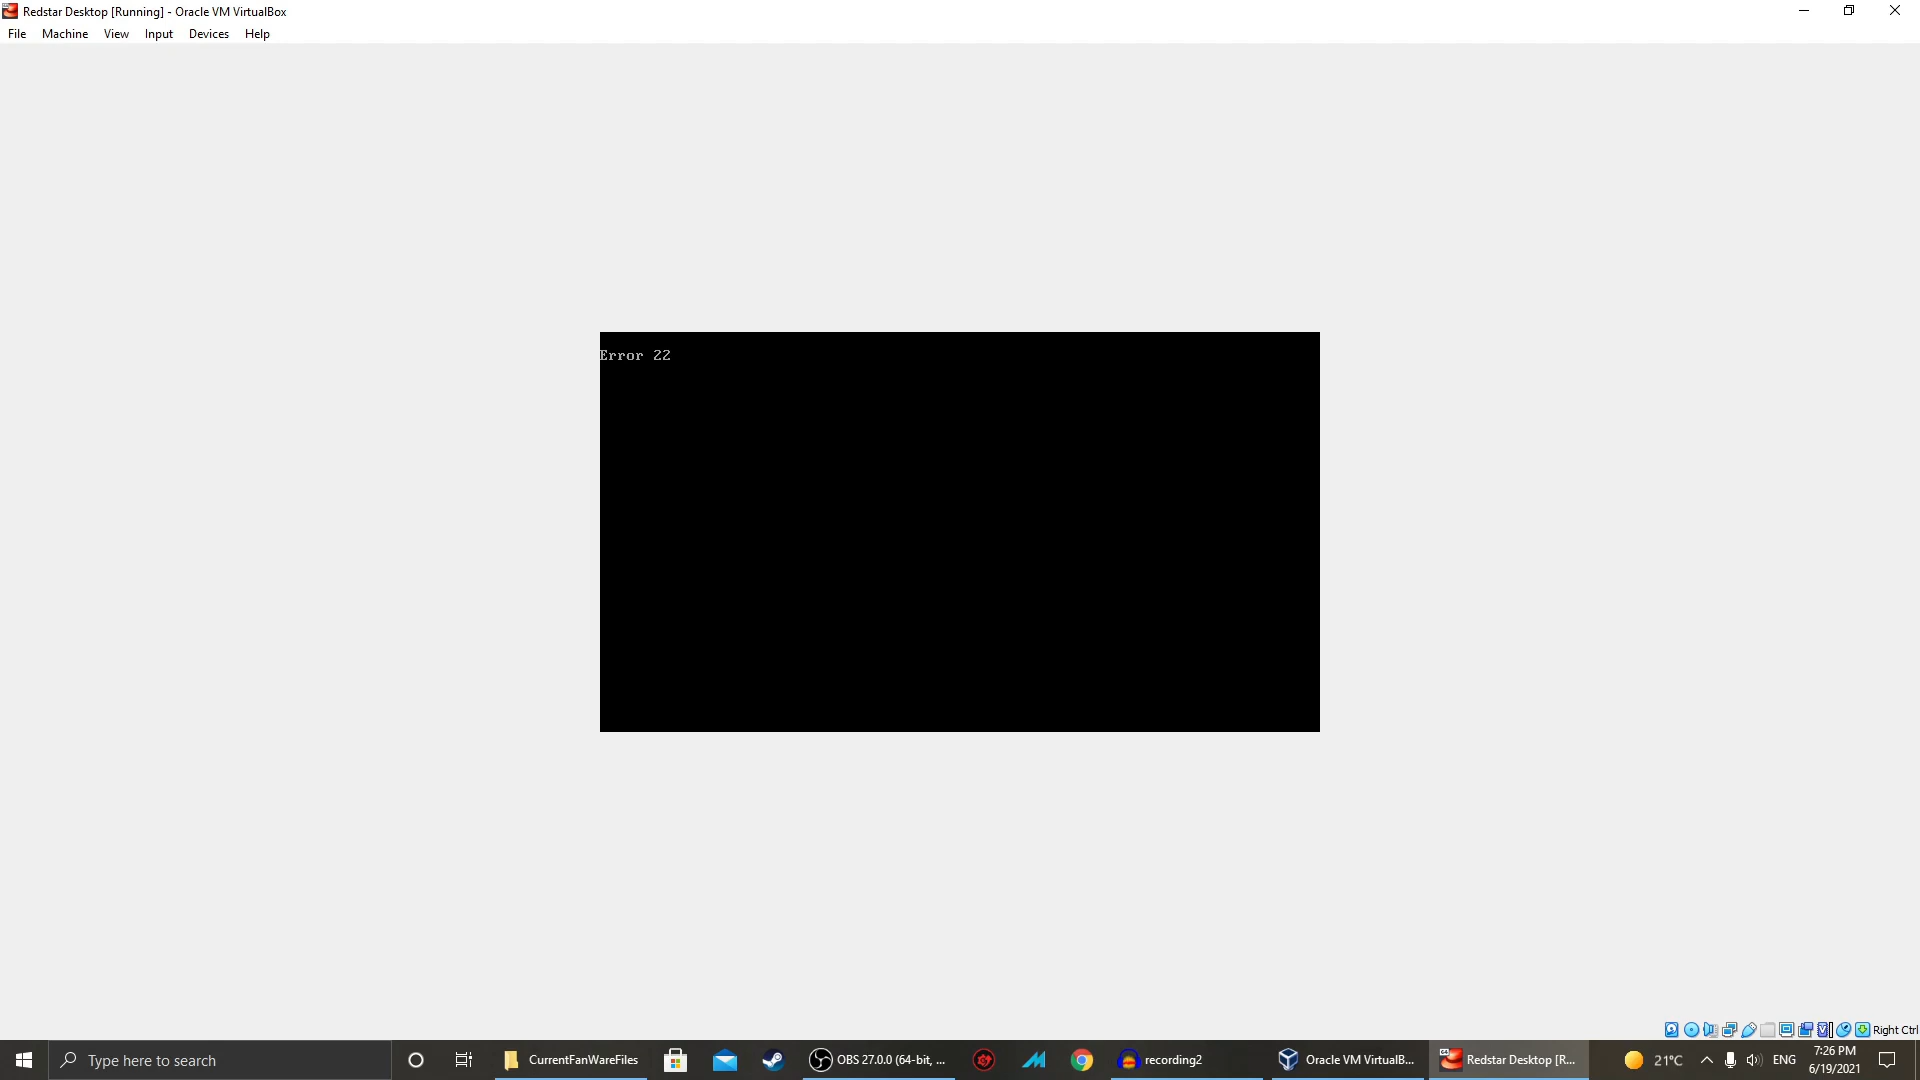 Redstar Desktop [Running] - Oracle VM VirtualBox
File Machine View Input Devices Help
Error 22
Right Ctrl
Type here to search
CurrentFanWareFiles
OBS 27.0.0 (64-bit, ...
recording2
Oracle VM VirtualB...
Redstar Desktop [R...
21°C
ENG
7:26 PM
6/19/2021